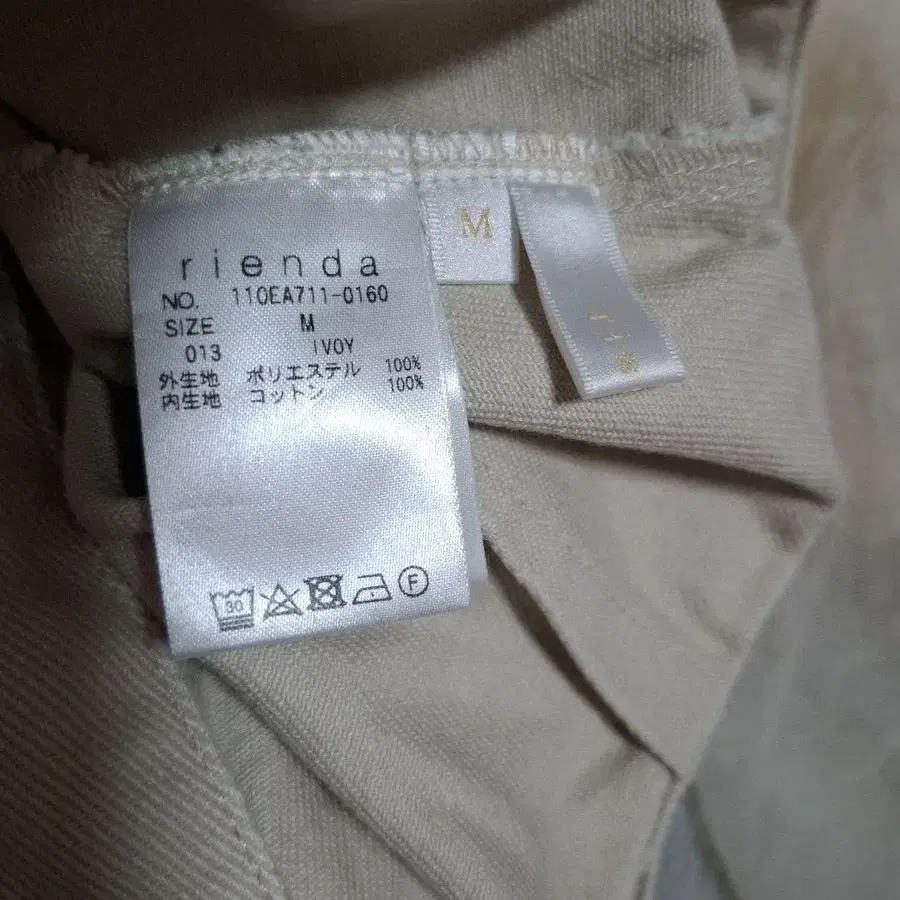 rienda
NO. 110EA711-0160
SIZE M
013 IVOY
外生地 ポリエステル 100%
内生地 コットン 100%
30 F
M